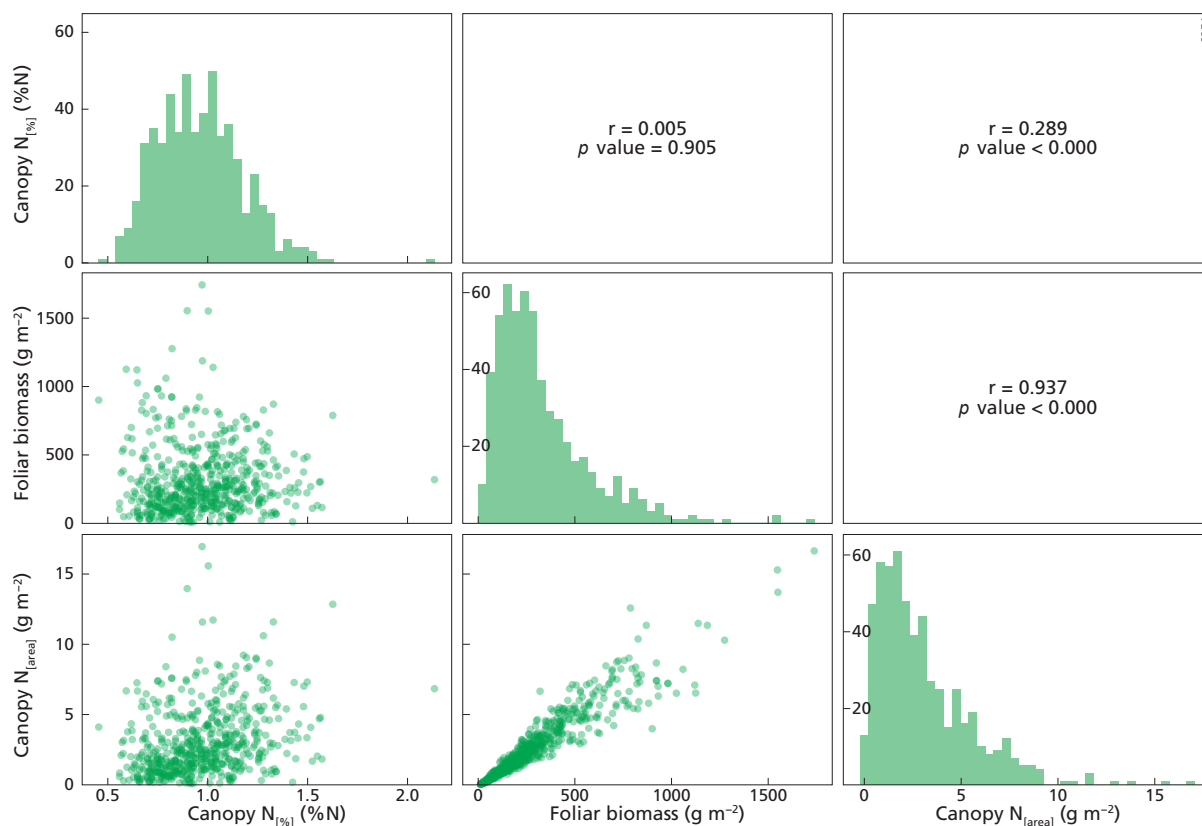 60
40
20
0
Canopy N[%] (%N)
r = 0.005
p value = 0.905
r = 0.289
p value < 0.000
1500
1000
500
0
Foliar biomass (g m⁻²)
60
40
20
r = 0.937
p value < 0.000
15
10
5
0
Canopy N[area] (g m⁻²)
60
40
20
0.5 1.0 1.5 2.0
Canopy N[%] (%N)
0 500 1000 1500
Foliar biomass (g m⁻²)
0 5 10 15
Canopy N[area] (g m⁻²)